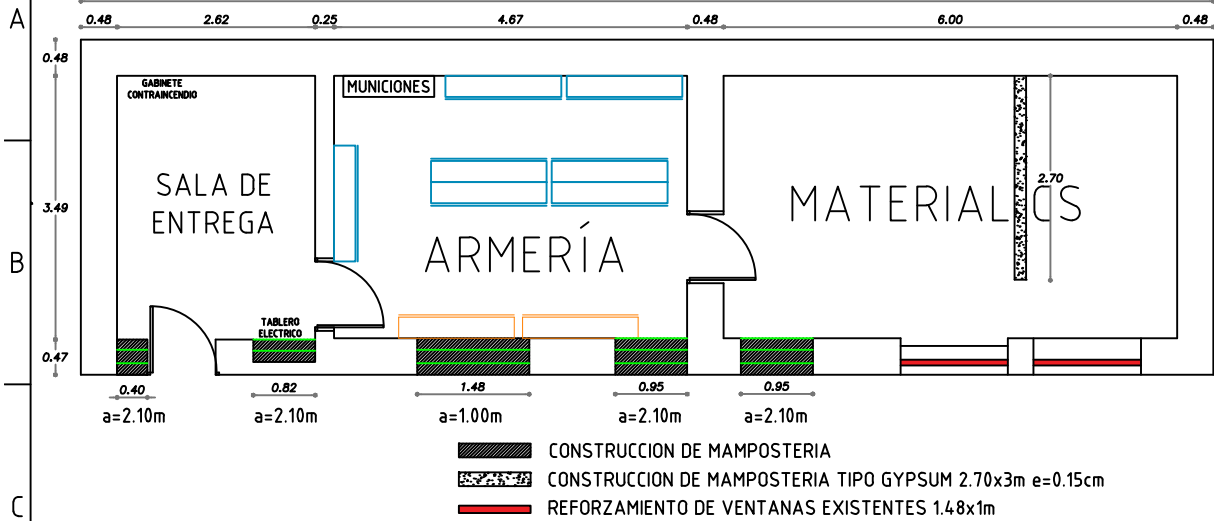 A
0.48 2.62 0.25 4.67 0.48 6.00 0.48
0.48
GABINETE
CONTRAINCENDIO
MUNICIONES
B
3.49
SALA DE
ENTREGA
ARMERÍA
MATERIALES
2.70
TABLERO
ELECTRICO
0.47
0.40 0.82 1.48 0.95 0.95
a=2.10m a=2.10m a=1.00m a=2.10m a=2.10m
CONSTRUCCION DE MAMPOSTERIA
CONSTRUCCION DE MAMPOSTERIA TIPO GYPSUM 2.70x3m e=0.15cm
C
REFORZAMIENTO DE VENTANAS EXISTENTES 1.48x1m